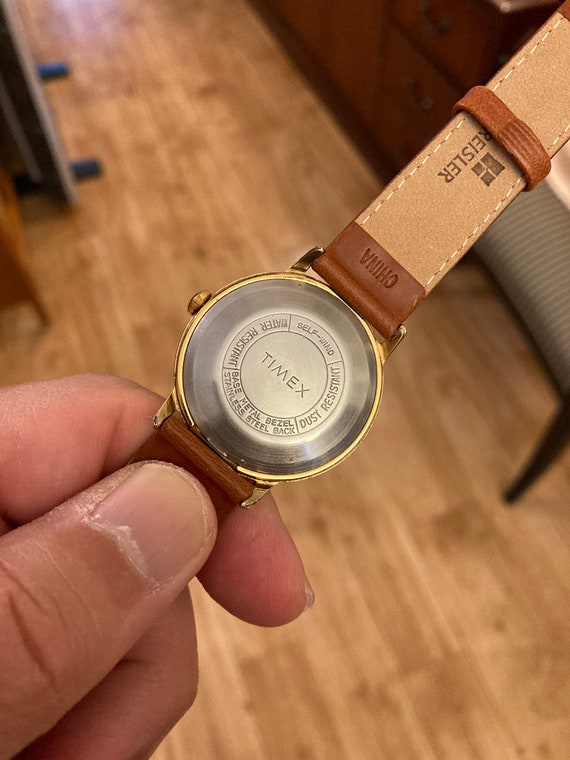 REISLER
CHINA
SELF-WIND
WATER RESISTANT
DUST RESISTANT
BASE METAL BEZEL
STAINLESS STEEL BACK
TIMEX